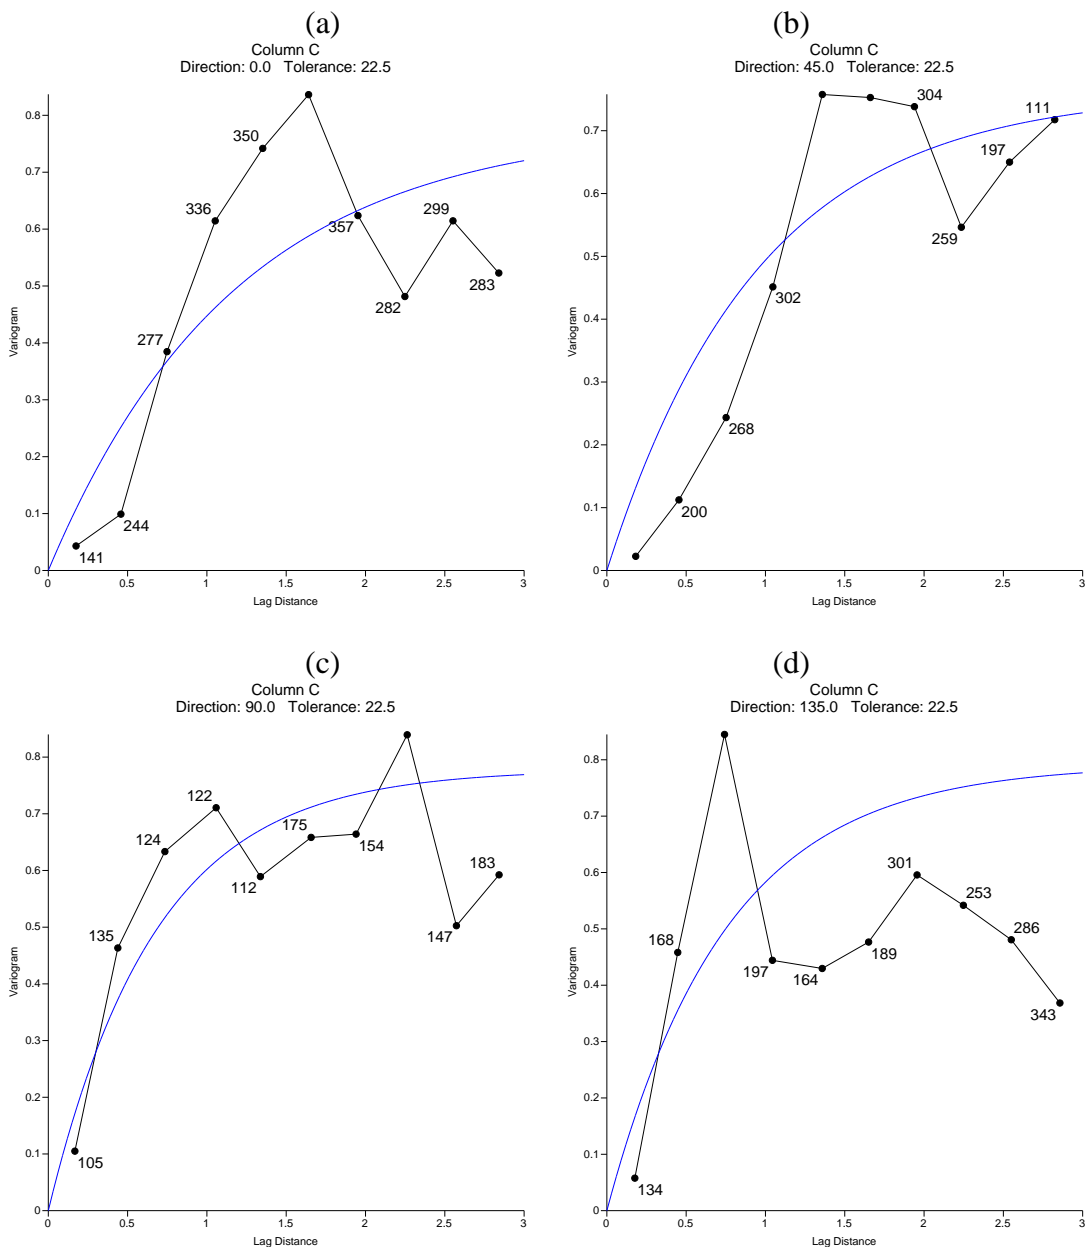 (a)
Column C
Direction: 0.0 Tolerance: 22.5
0.8
0.7
0.6
0.5
0.4
0.3
0.2
0.1
0
Variogram
350
336
277
244
141
357
282
299
283
0 0.5 1 1.5 2 2.5 3
Lag Distance
(b)
Column C
Direction: 45.0 Tolerance: 22.5
0.7
0.6
0.5
0.4
0.3
0.2
0.1
0
Variogram
304
111
197
259
302
268
200
0 0.5 1 1.5 2 2.5 3
Lag Distance
(c)
Column C
Direction: 90.0 Tolerance: 22.5
0.8
0.7
0.6
0.5
0.4
0.3
0.2
0.1
0
Variogram
122
124
135
105
112
175
154
147
183
0 0.5 1 1.5 2 2.5 3
Lag Distance
(d)
Column C
Direction: 135.0 Tolerance: 22.5
0.8
0.7
0.6
0.5
0.4
0.3
0.2
0.1
0
Variogram
168
134
197
164
189
301
253
286
343
0 0.5 1 1.5 2 2.5 3
Lag Distance